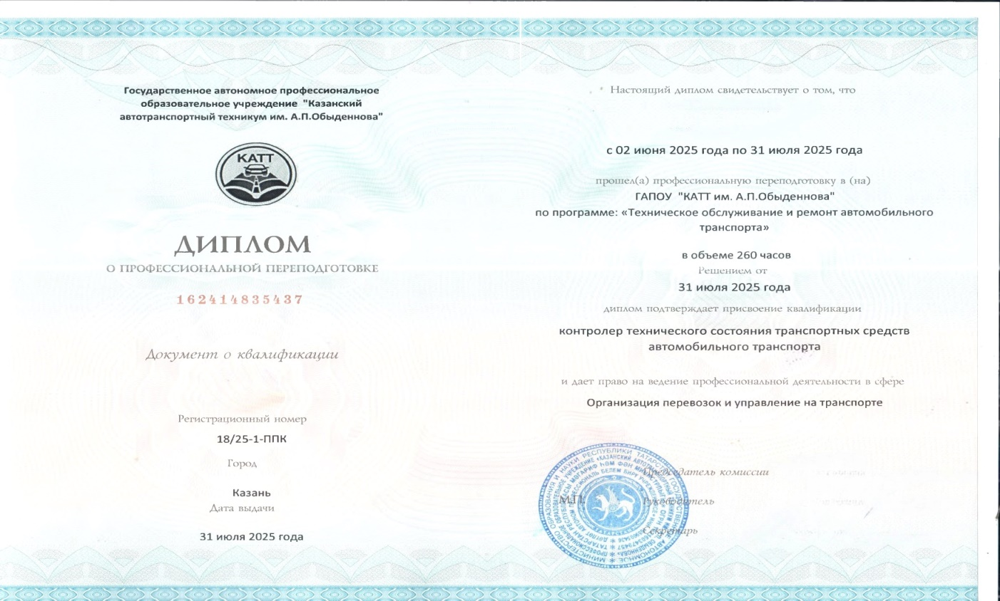 Государственное автономное профессиональное
образовательное учреждение "Казанский
автотранспортный техникум им. А.П.Обыденнова"
КАТТ
ДИПЛОМ
О ПРОФЕССИОНАЛЬНОЙ ПЕРЕПОДГОТОВКЕ
162414835437
Документ о квалификации
Регистрационный номер
18/25-1-ППК
Город
Казань
Дата выдачи
31 июля 2025 года
Настоящий диплом свидетельствует о том, что
с 02 июня 2025 года по 31 июля 2025 года
прошел(а) профессиональную переподготовку в (на)
ГАПОУ "КАТТ им. А.П.Обыденнова"
по программе: «Техническое обслуживание и ремонт автомобильного
транспорта»
в объеме 260 часов
Решением от
31 июля 2025 года
диплом подтверждает присвоение квалификации
контролер технического состояния транспортных средств
автомобильного транспорта
и дает право на ведение профессиональной деятельности в сфере
Организация перевозок и управление на транспорте
Председатель комиссии
М.П.
Руководитель
Секретарь